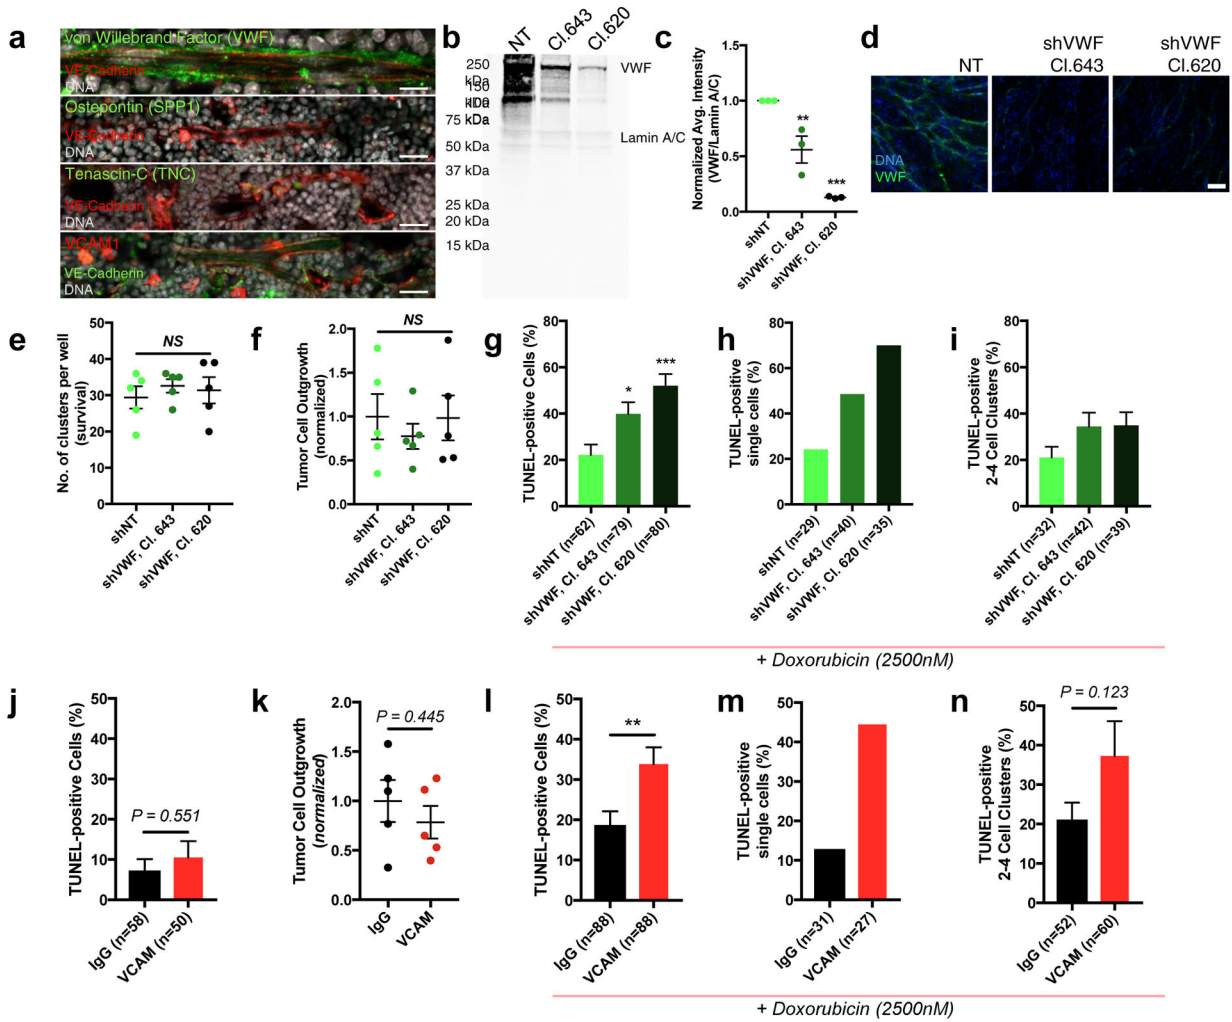 a
von Willebrand Factor (VWF)
VE-Cadherin
DNA
Ostepontin (SPP1)
VE-Cadherin
DNA
Tenascin-C (TNC)
VE-Cadherin
DNA
VCAM1
VE-Cadherin
DNA
b
NT
Cl.643
Cl.620
250
kDa
150
kDa
100
kDa
75 kDa
50 kDa
37 kDa
25 kDa
20 kDa
15 kDa
VWF
Lamin A/C
c
Normalized Avg. Intensity
(VWF/Lamin A/C)
1.5
1.0
0.5
0.0
**
***
shNT
shVWF, Cl. 643
shVWF, Cl. 620
d
NT
shVWF
Cl.643
shVWF
Cl.620
DNA
VWF
e
No. of clusters per well
(survival)
50
40
30
20
10
0
NS
shNT
shVWF, Cl. 643
shVWF, Cl. 620
f
Tumor Cell Outgrowth
(normalized)
2.0
1.5
1.0
0.5
0.0
NS
shNT
shVWF, Cl. 643
shVWF, Cl. 620
g
TUNEL-positive Cells (%)
80
60
40
20
0
*
***
shNT (n=62)
shVWF, Cl. 643 (n=79)
shVWF, Cl. 620 (n=80)
h
TUNEL-positive
single cells (%)
80
60
40
20
0
shNT (n=29)
shVWF, Cl. 643 (n=40)
shVWF, Cl. 620 (n=35)
i
TUNEL-positive
2-4 Cell Clusters (%)
80
60
40
20
0
shNT (n=32)
shVWF, Cl. 643 (n=42)
shVWF, Cl. 620 (n=39)
+ Doxorubicin (2500nM)
j
TUNEL-positive Cells (%)
50
40
30
20
10
0
P = 0.551
IgG (n=58)
VCAM (n=50)
k
Tumor Cell Outgrowth
(normalized)
2.0
1.5
1.0
0.5
0.0
P = 0.445
IgG
VCAM
l
TUNEL-positive Cells (%)
50
40
30
20
10
0
**
IgG (n=88)
VCAM (n=88)
m
TUNEL-positive
single cells (%)
50
40
30
20
10
0
IgG (n=31)
VCAM (n=27)
n
TUNEL-positive
2-4 Cell Clusters (%)
50
40
30
20
10
0
P = 0.123
IgG (n=52)
VCAM (n=60)
+ Doxorubicin (2500nM)